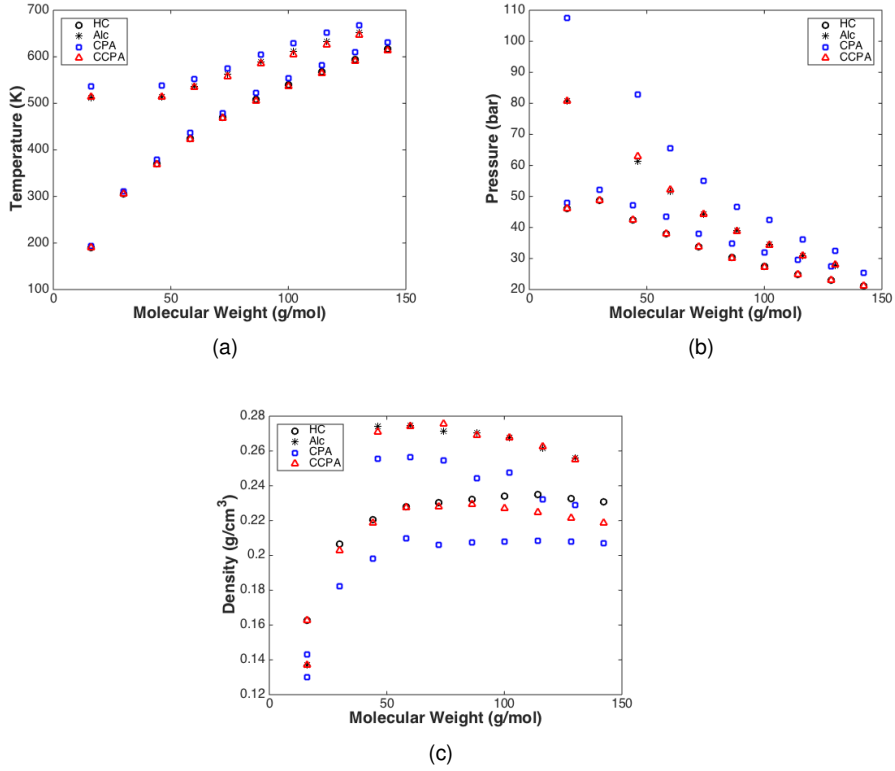 (a)
HC
Alc
CPA
CCPA
700
600
500
400
300
200
100
0
50
100
150
Temperature (K)
Molecular Weight (g/mol)
(a)
HC
Alc
CPA
CCPA
110
100
90
80
70
60
50
40
30
20
0
50
100
150
Pressure (bar)
Molecular Weight (g/mol)
(b)
HC
Alc
CPA
CCPA
0.28
0.26
0.24
0.22
0.2
0.18
0.16
0.14
0.12
0
50
100
150
Density (g/cm³)
Molecular Weight (g/mol)
(c)